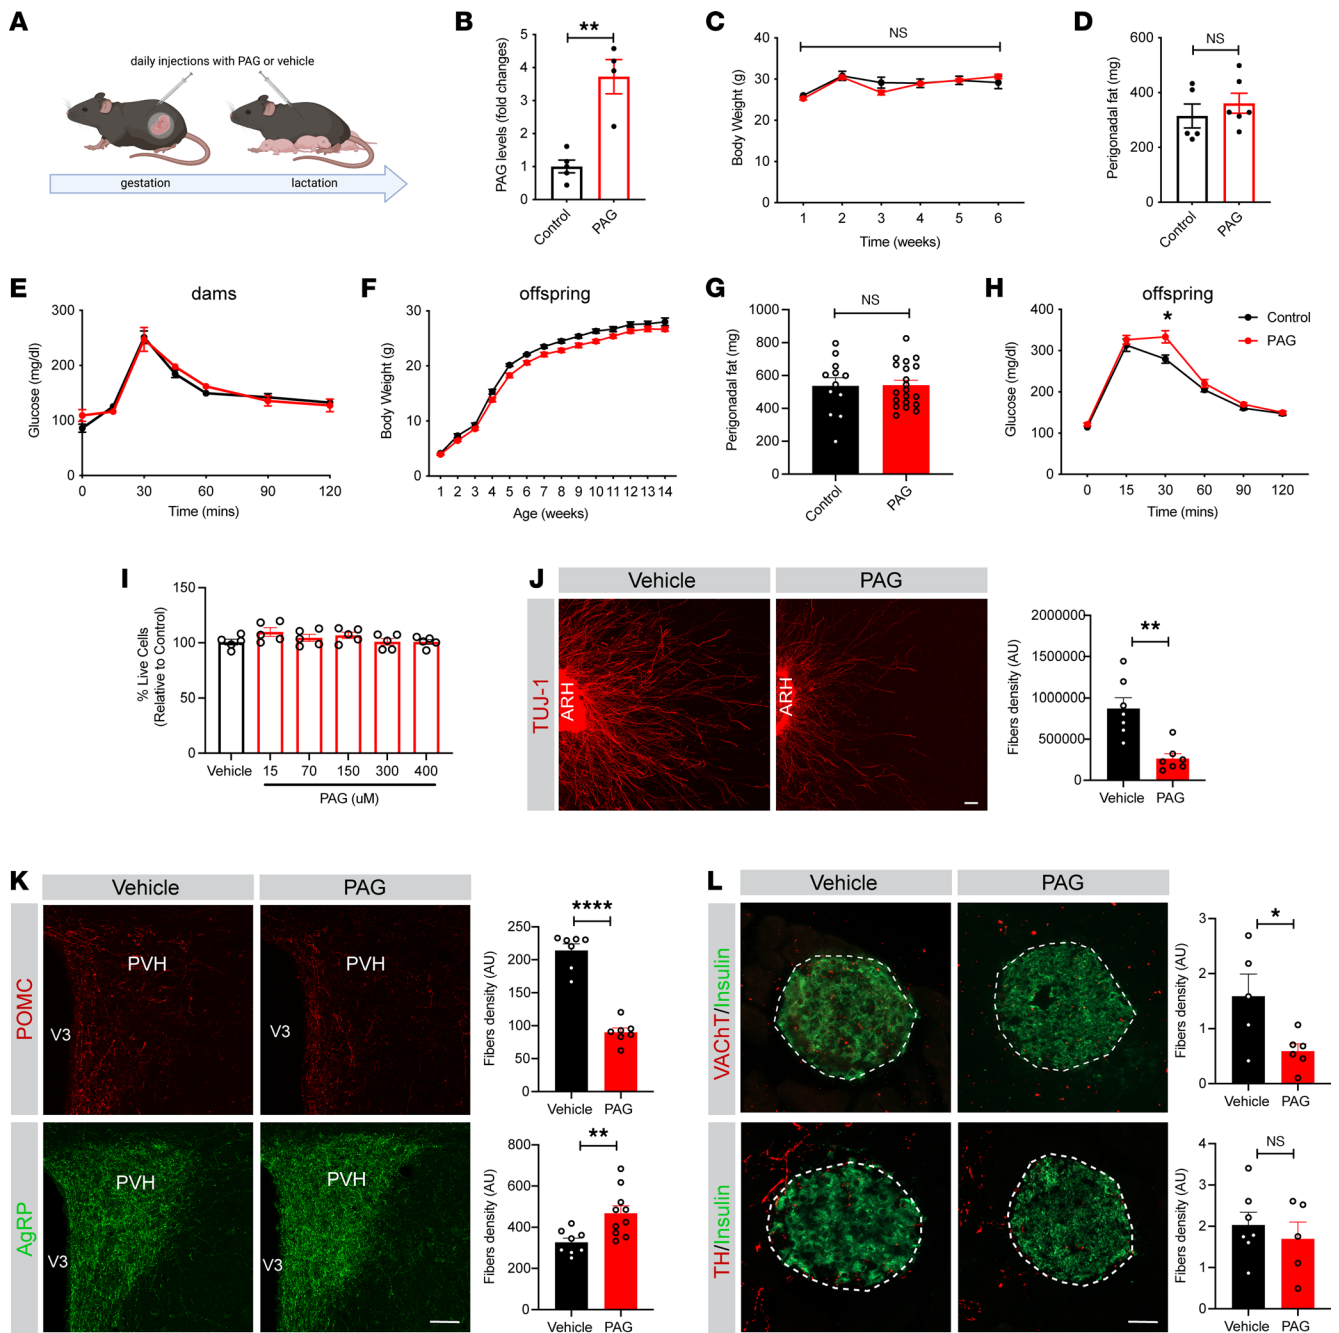 A
daily injections with PAG or vehicle
gestation
lactation
B
PAG levels (fold changes)
5
4
3
2
1
0
**
Control
PAG
C
Body Weight (g)
40
30
20
10
0
NS
1 2 3 4 5 6
Time (weeks)
D
Perigonadal fat (mg)
600
400
200
0
NS
Control
PAG
E
dams
Glucose (mg/dl)
300
200
100
0
0 30 60 90 120
Time (mins)
F
offspring
Body Weight (g)
30
20
10
0
1 2 3 4 5 6 7 8 9 10 11 12 13 14
Age (weeks)
G
Perigonadal fat (mg)
1000
800
600
400
200
0
NS
Control
PAG
H
offspring
Glucose (mg/dl)
400
300
200
100
0
*
Control
PAG
0 15 30 60 90 120
Time (mins)
I
% Live Cells
(Relative to Control)
150
100
50
0
Vehicle 15 70 150 300 400
PAG (uM)
J
Vehicle
PAG
TUJ-1
ARH
ARH
Fibers density (AU)
2000000
1500000
1000000
500000
0
**
Vehicle PAG
K
Vehicle
PAG
POMC
PVH
V3
PVH
V3
Fibers density (AU)
250
200
150
100
50
0
****
Vehicle PAG
AgRP
PVH
V3
PVH
V3
Fibers density (AU)
800
600
400
200
0
**
Vehicle PAG
L
Vehicle
PAG
VAChT/Insulin
Fibers density (AU)
3
2
1
0
*
Vehicle PAG
TH/Insulin
Fibers density (AU)
4
3
2
1
0
NS
Vehicle PAG